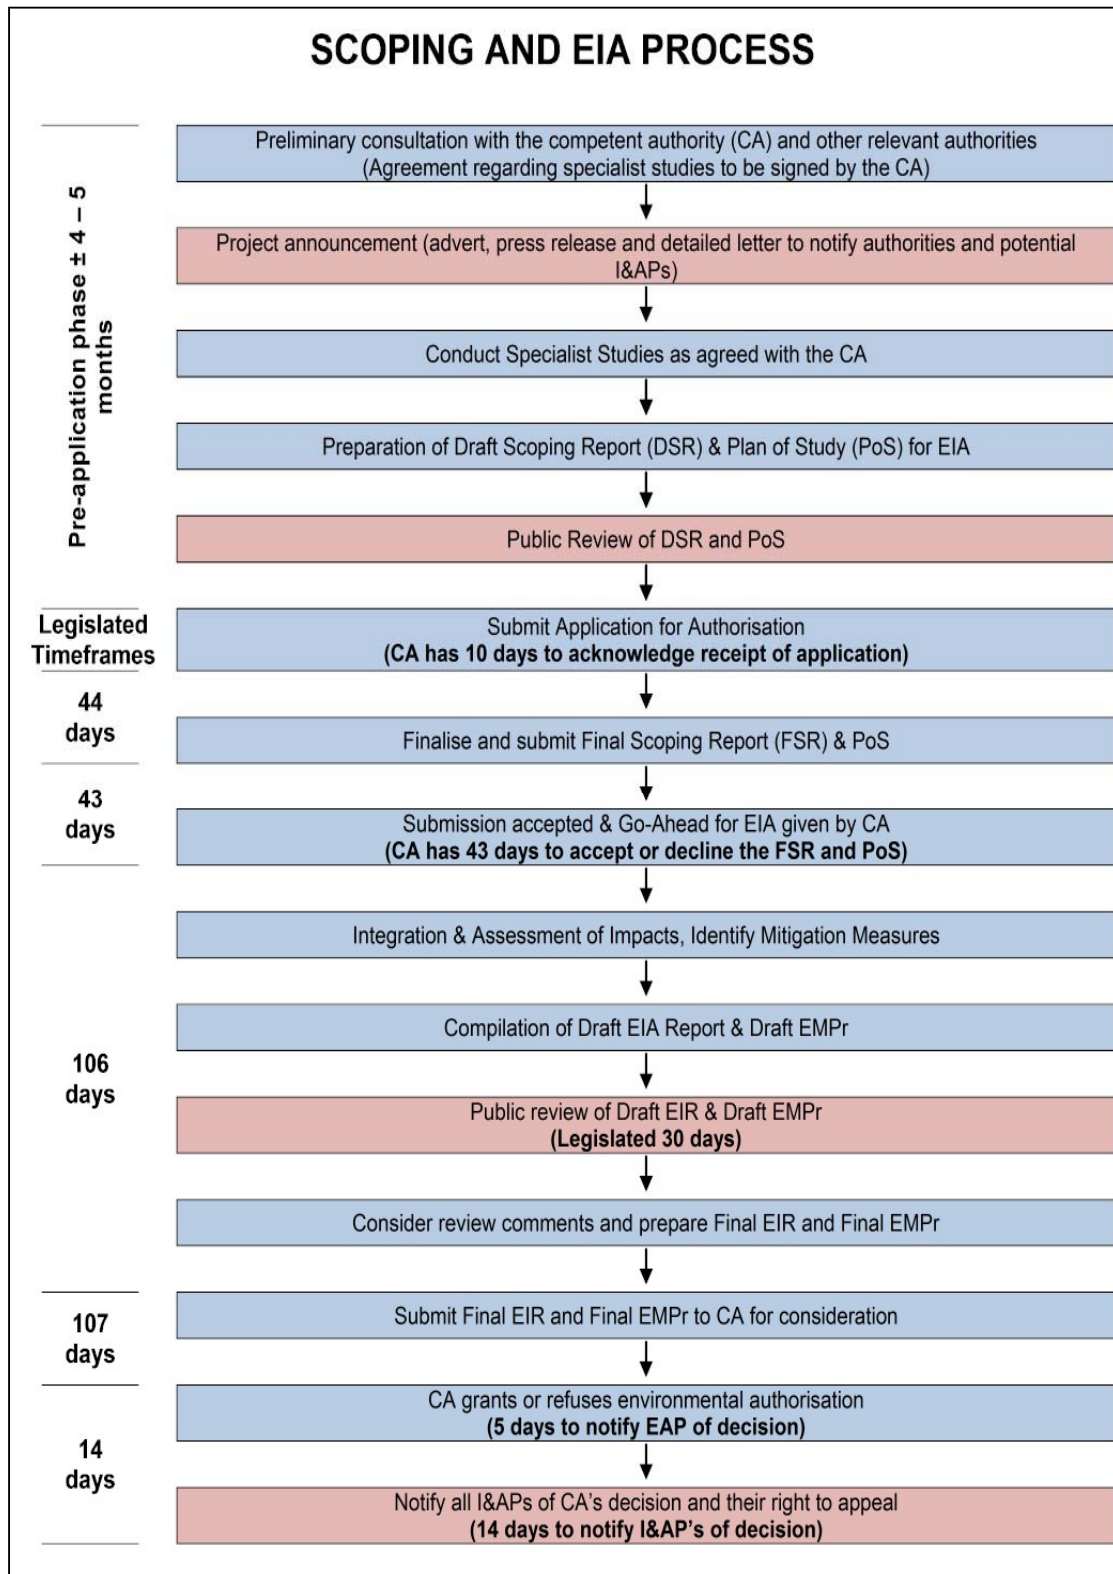 SCOPING AND EIA PROCESS
Pre-application phase ± 4 – 5
months
Preliminary consultation with the competent authority (CA) and other relevant authorities
(Agreement regarding specialist studies to be signed by the CA)
Project announcement (advert, press release and detailed letter to notify authorities and potential
I&APs)
Conduct Specialist Studies as agreed with the CA
Preparation of Draft Scoping Report (DSR) & Plan of Study (PoS) for EIA
Public Review of DSR and PoS
Legislated
Timeframes
Submit Application for Authorisation
(CA has 10 days to acknowledge receipt of application)
44
days
Finalise and submit Final Scoping Report (FSR) & PoS
43
days
Submission accepted & Go-Ahead for EIA given by CA
(CA has 43 days to accept or decline the FSR and PoS)
Integration & Assessment of Impacts, Identify Mitigation Measures
Compilation of Draft EIA Report & Draft EMPr
106
days
Public review of Draft EIR & Draft EMPr
(Legislated 30 days)
Consider review comments and prepare Final EIR and Final EMPr
107
days
Submit Final EIR and Final EMPr to CA for consideration
CA grants or refuses environmental authorisation
(5 days to notify EAP of decision)
14
days
Notify all I&APs of CA's decision and their right to appeal
(14 days to notify I&AP's of decision)